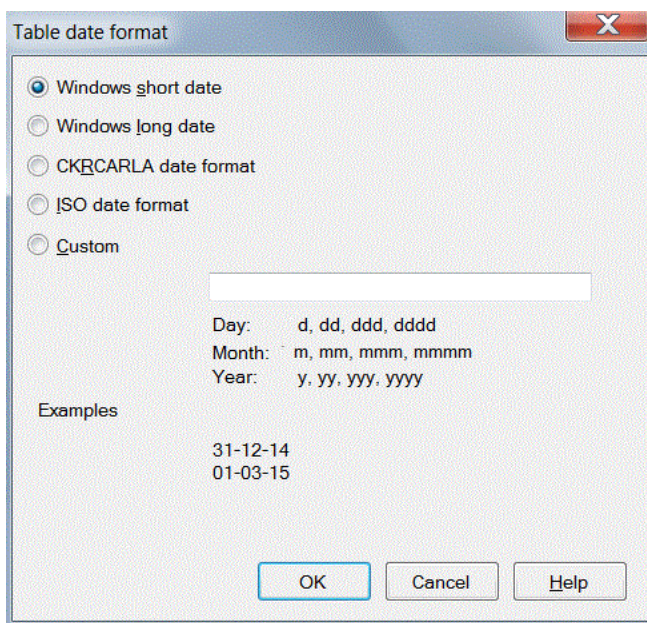 Table date format
Windows short date
Windows long date
CKRCARLA date format
ISO date format
Custom
Day: d, dd, ddd, dddd
Month: m, mm, mmm, mmmm
Year: y, yy, yyy, yyyy
Examples
31-12-14
01-03-15
OK Cancel Help